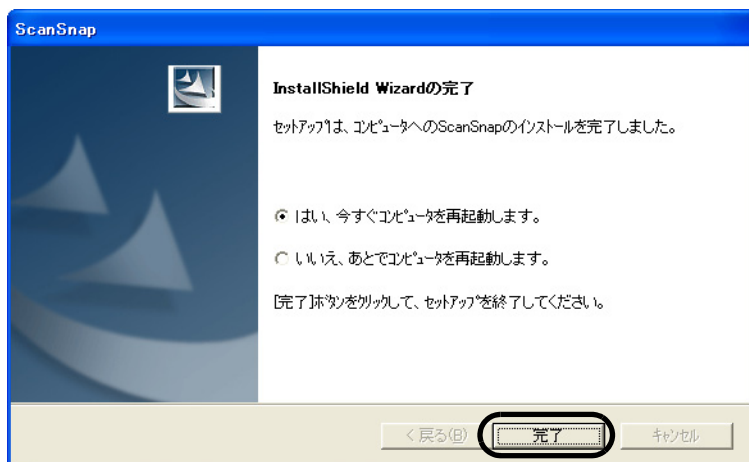 ScanSnap
InstallShield Wizardの完了
セットアップは、コンピュータへのScanSnapのインストールを完了しました。
はい、今すぐコンピュータを再起動します。
いいえ、あとでコンピュータを再起動します。
[完了]ボタンをクリックして、セットアップを終了してください。
< 戻る(B)
完了
キャンセル